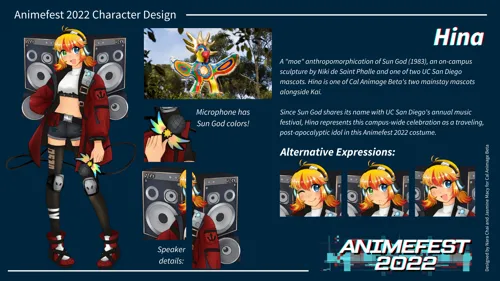 Animefest 2022 Character Design
Hina
A "moe" anthropomorphication of Sun God (1983), an on-campus
sculpture by Niki de Saint Phalle and one of two UC San Diego
mascots. Hina is one of Cal Animage Beta's two mainstay mascots
alongside Kai.
Since Sun God shares its name with UC San Diego's annual music
festival, Hina represents this campus-wide celebration as a traveling,
post-apocalyptic idol in this Animefest 2022 costume.
Microphone has
Sun God colors!
Alternative Expressions:
Speaker
details:
ANIMEFEST
2022
Designed by Nami Chai and Jasmine Macy for Cal Animage Beta